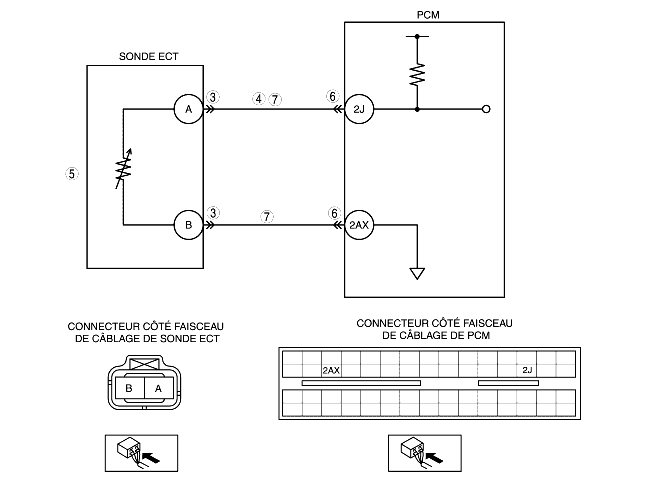 PCM
SONDE ECT
A
3
4 7
6
2J
5
B
3
7
6
2AX
CONNECTEUR CÔTÉ FAISCEAU
DE CÂBLAGE DE SONDE ECT
B A
CONNECTEUR CÔTÉ FAISCEAU
DE CÂBLAGE DE PCM
2AX 2J